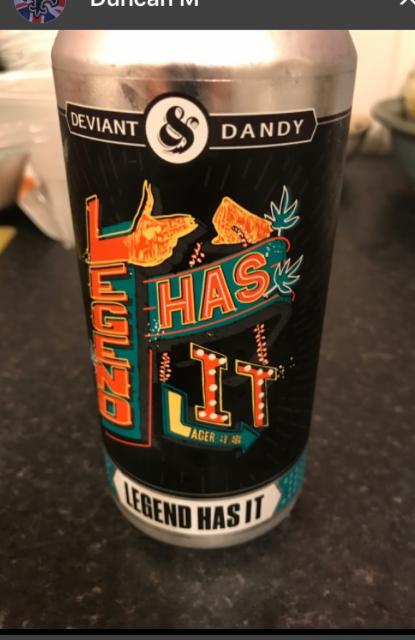 Duncan M
DEVIANT & DANDY
LEGEND
HAS
IT
LAGER
LEGEND HAS IT